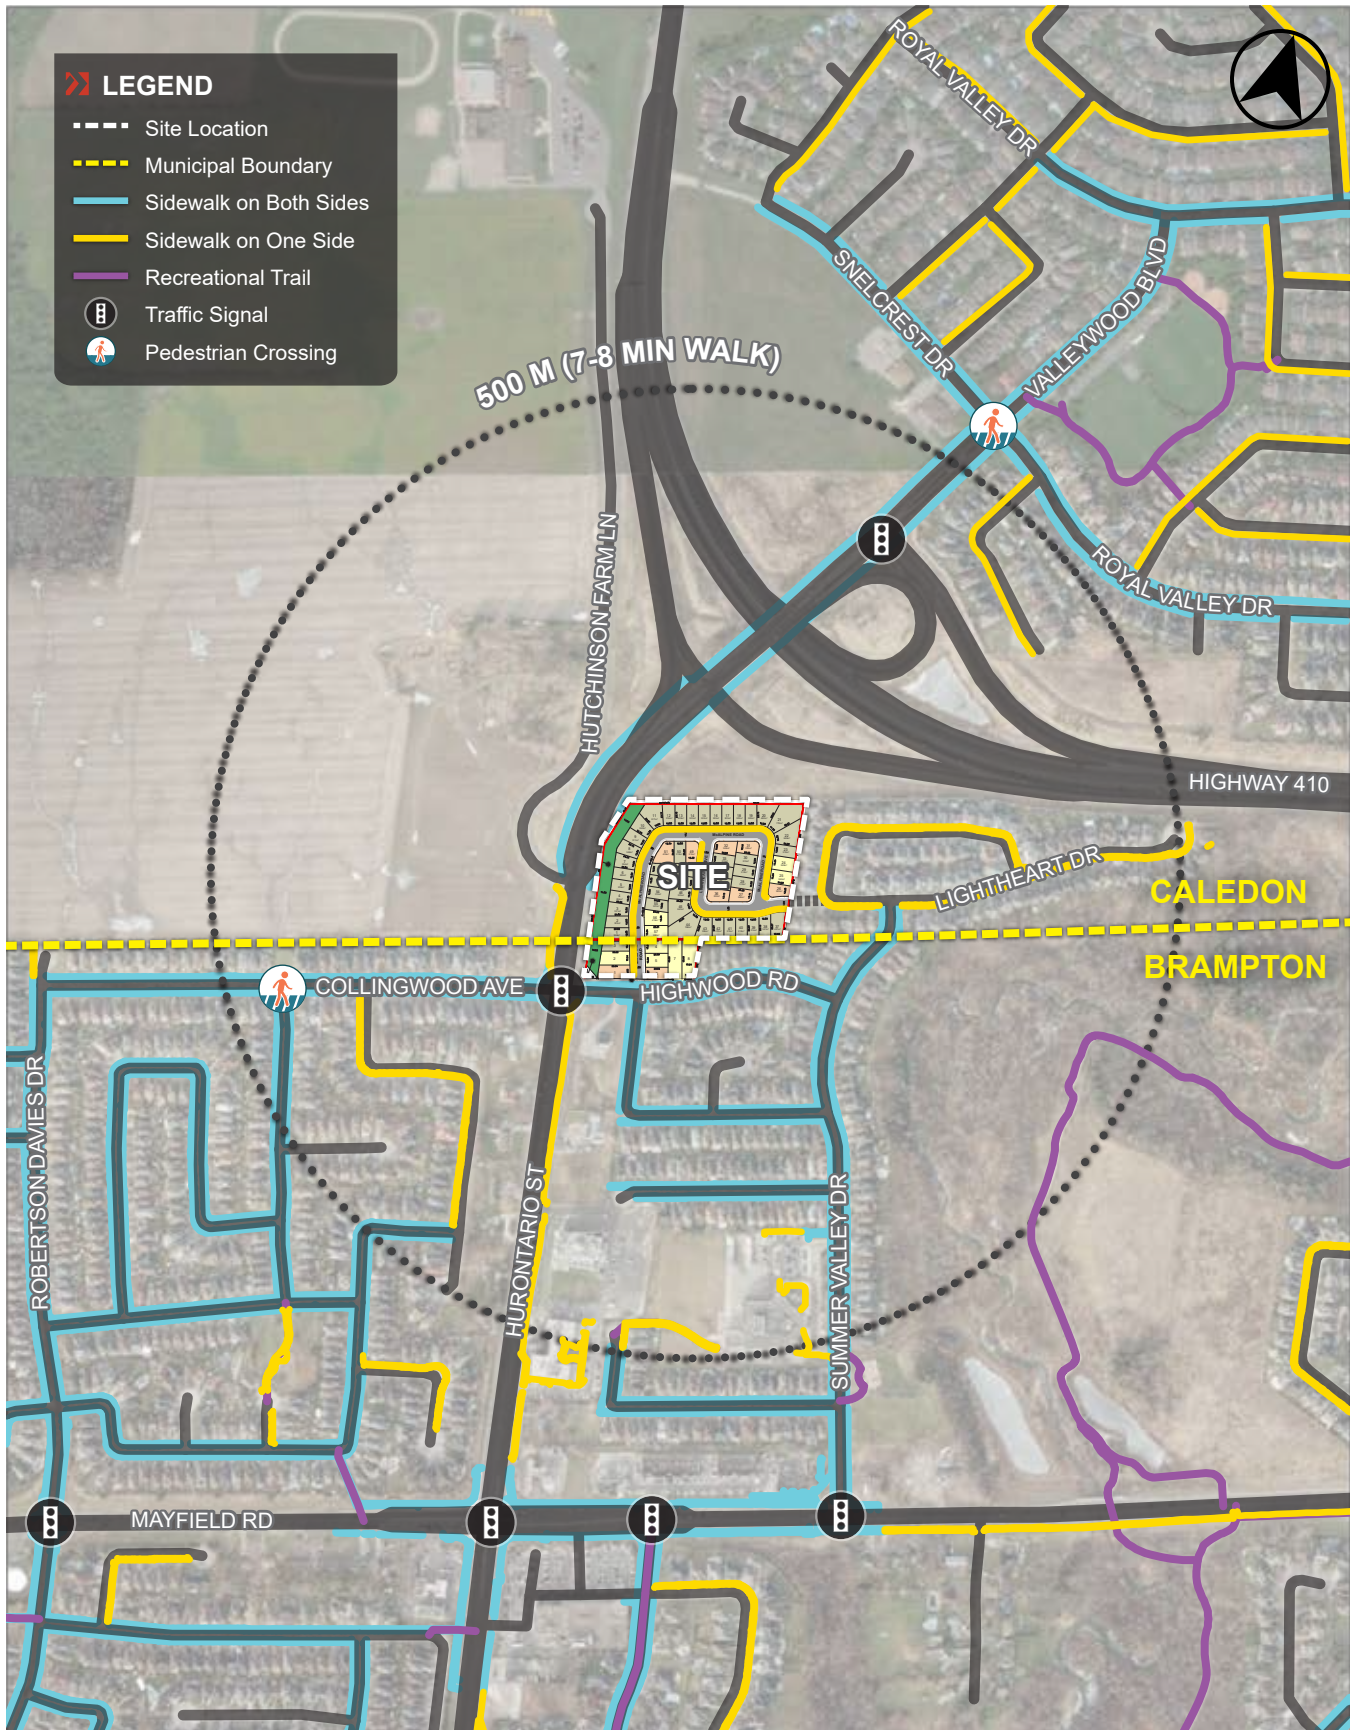 LEGEND
Site Location
Municipal Boundary
Sidewalk on Both Sides
Sidewalk on One Side
Recreational Trail
Traffic Signal
Pedestrian Crossing
ROYAL VALLEY DR
SNELCREST DR
VALLEYWOOD BLVD
500 M (7-8 MIN WALK)
HUTCHINSON FARM LN
ROYAL VALLEY DR
HIGHWAY 410
SITE
LIGHTHEART DR
CALEDON
BRAMPTON
COLLINGWOOD AVE
HIGHWOOD RD
ROBERTSON DAVIES DR
HURONTARIO ST
SUMMER VALLEY DR
MAYFIELD RD